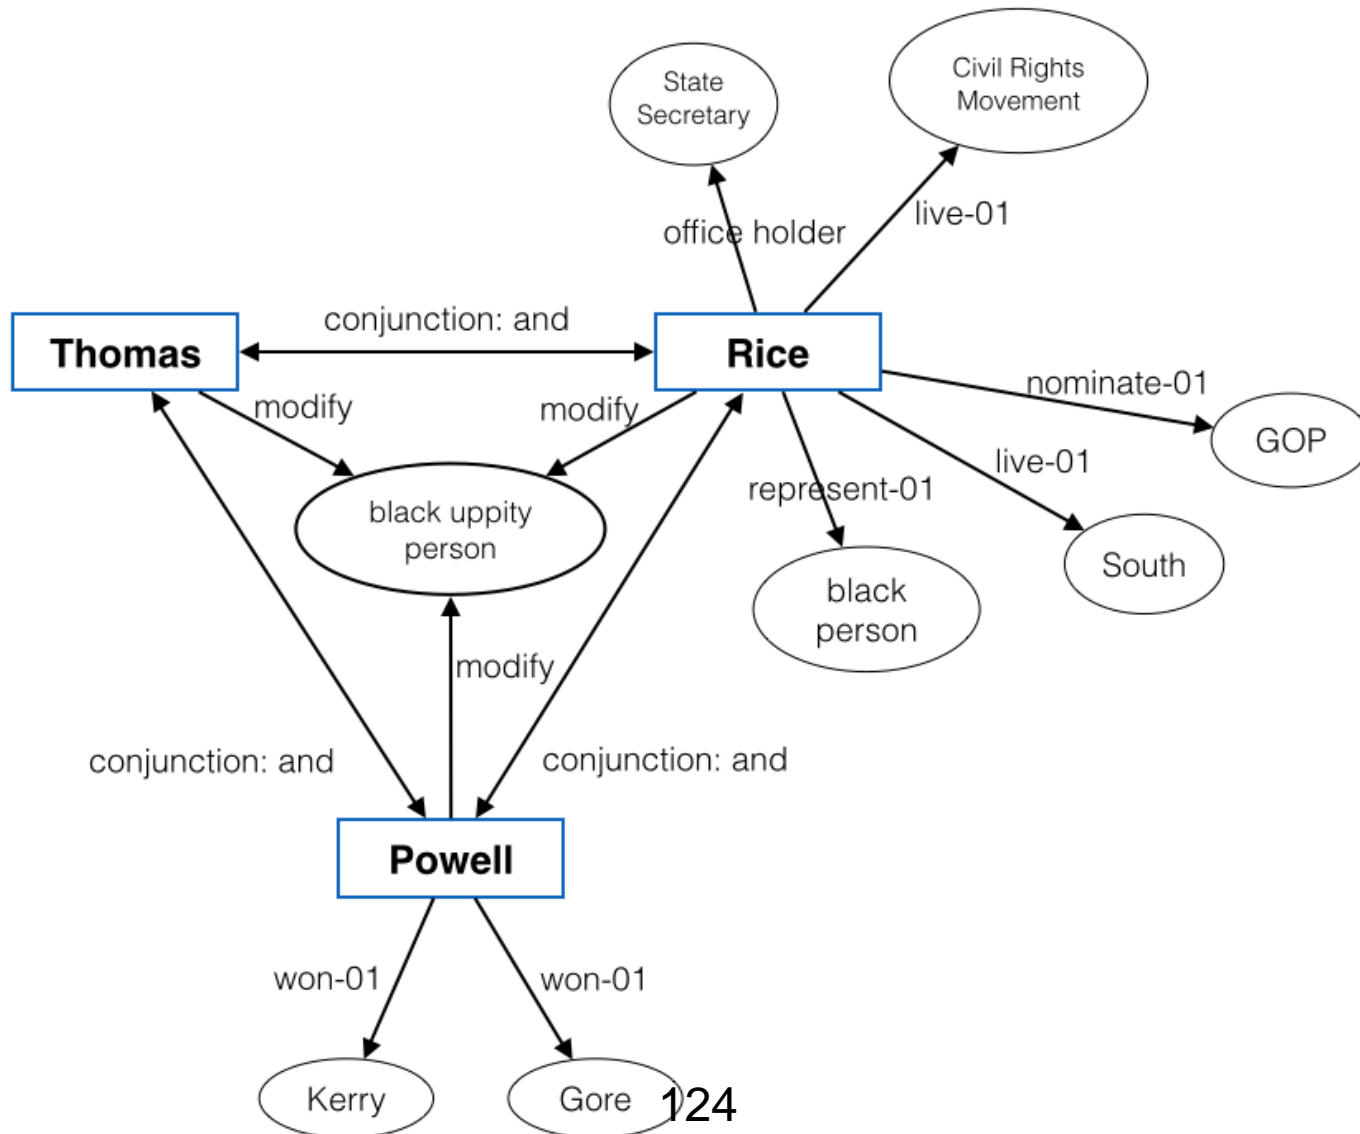 State
Secretary
Civil Rights
Movement
office holder
live-01
conjunction: and
Thomas
Rice
modify
modify
nominate-01
GOP
live-01
represent-01
black uppity
person
South
black
person
modify
conjunction: and
conjunction: and
Powell
won-01
won-01
Kerry
Gore
124